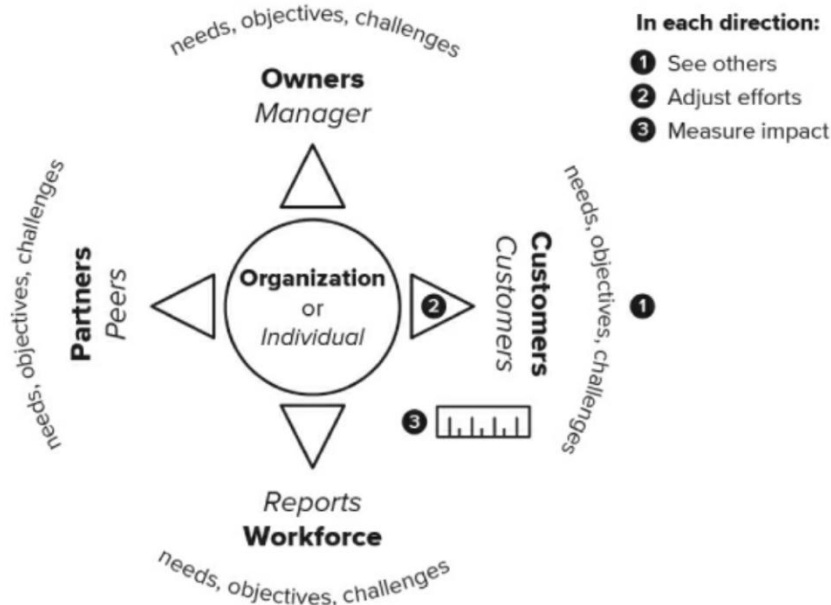 needs, objectives, challenges
Owners
Manager
In each direction:
1 See others
2 Adjust efforts
3 Measure impact
needs, objectives, challenges
Partners
Peers
Organization
or
Individual
2
Customers
Customers
needs, objectives, challenges
1
3
Reports
Workforce
needs, objectives, challenges